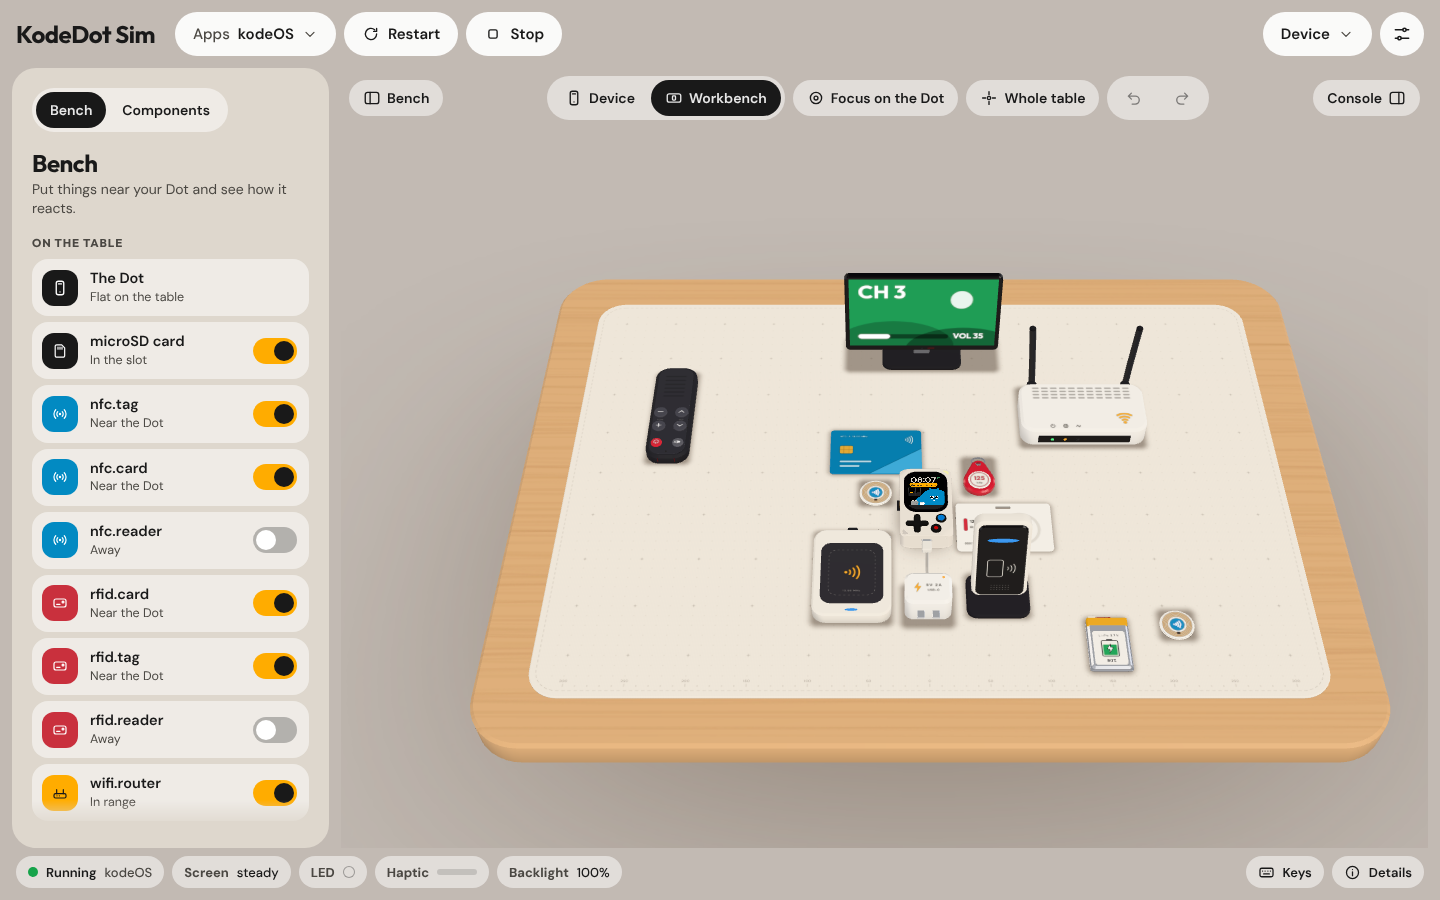 KodeDot Sim
Apps kodeOS
Restart
Stop
Device
Bench
Components
Bench
Put things near your Dot and see how it
reacts.
ON THE TABLE
The Dot
Flat on the table
microSD card
In the slot
nfc.tag
Near the Dot
nfc.card
Near the Dot
nfc.reader
Away
rfid.card
Near the Dot
rfid.tag
Near the Dot
rfid.reader
Away
wifi.router
In range
Bench
Device
Workbench
Focus on the Dot
Whole table
Console
CH 3
VOL 35
08:07
Running kodeOS
Screen steady
LED
Haptic
Backlight 100%
Keys
Details